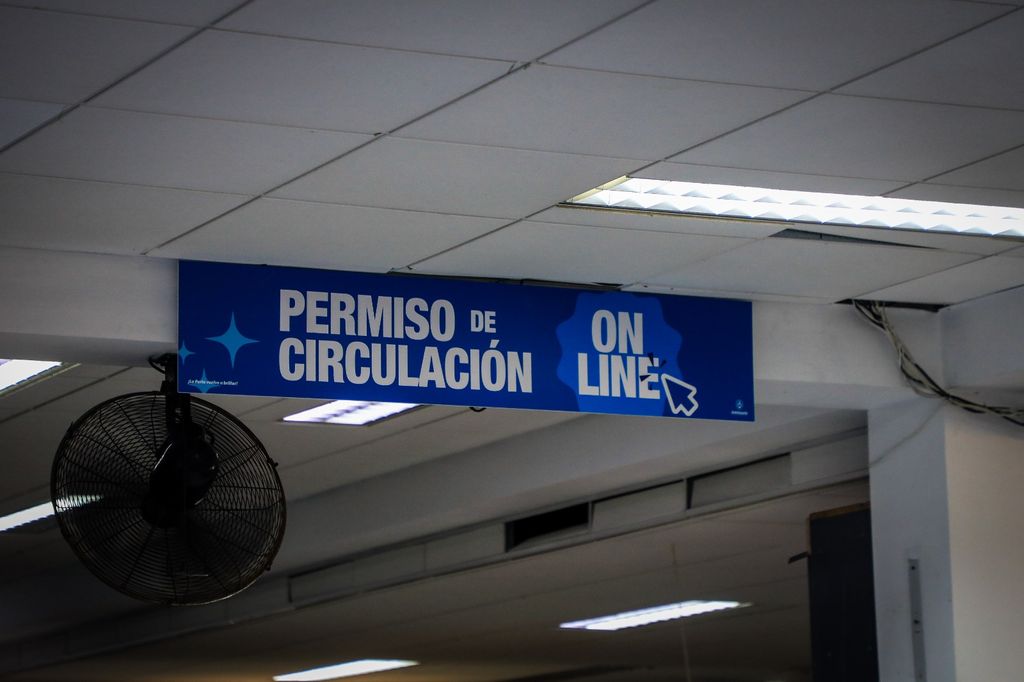 PERMISO DE
CIRCULACIÓN
ON
LINE